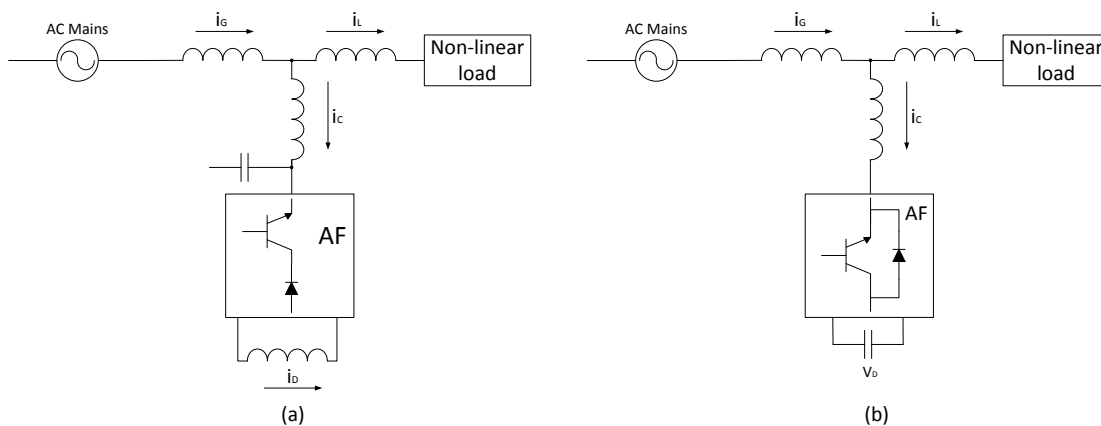 AC Mains
iG
iL
Non-linear
load
iC
AF
iD
(a)
AC Mains
iG
iL
Non-linear
load
iC
AF
VD
(b)